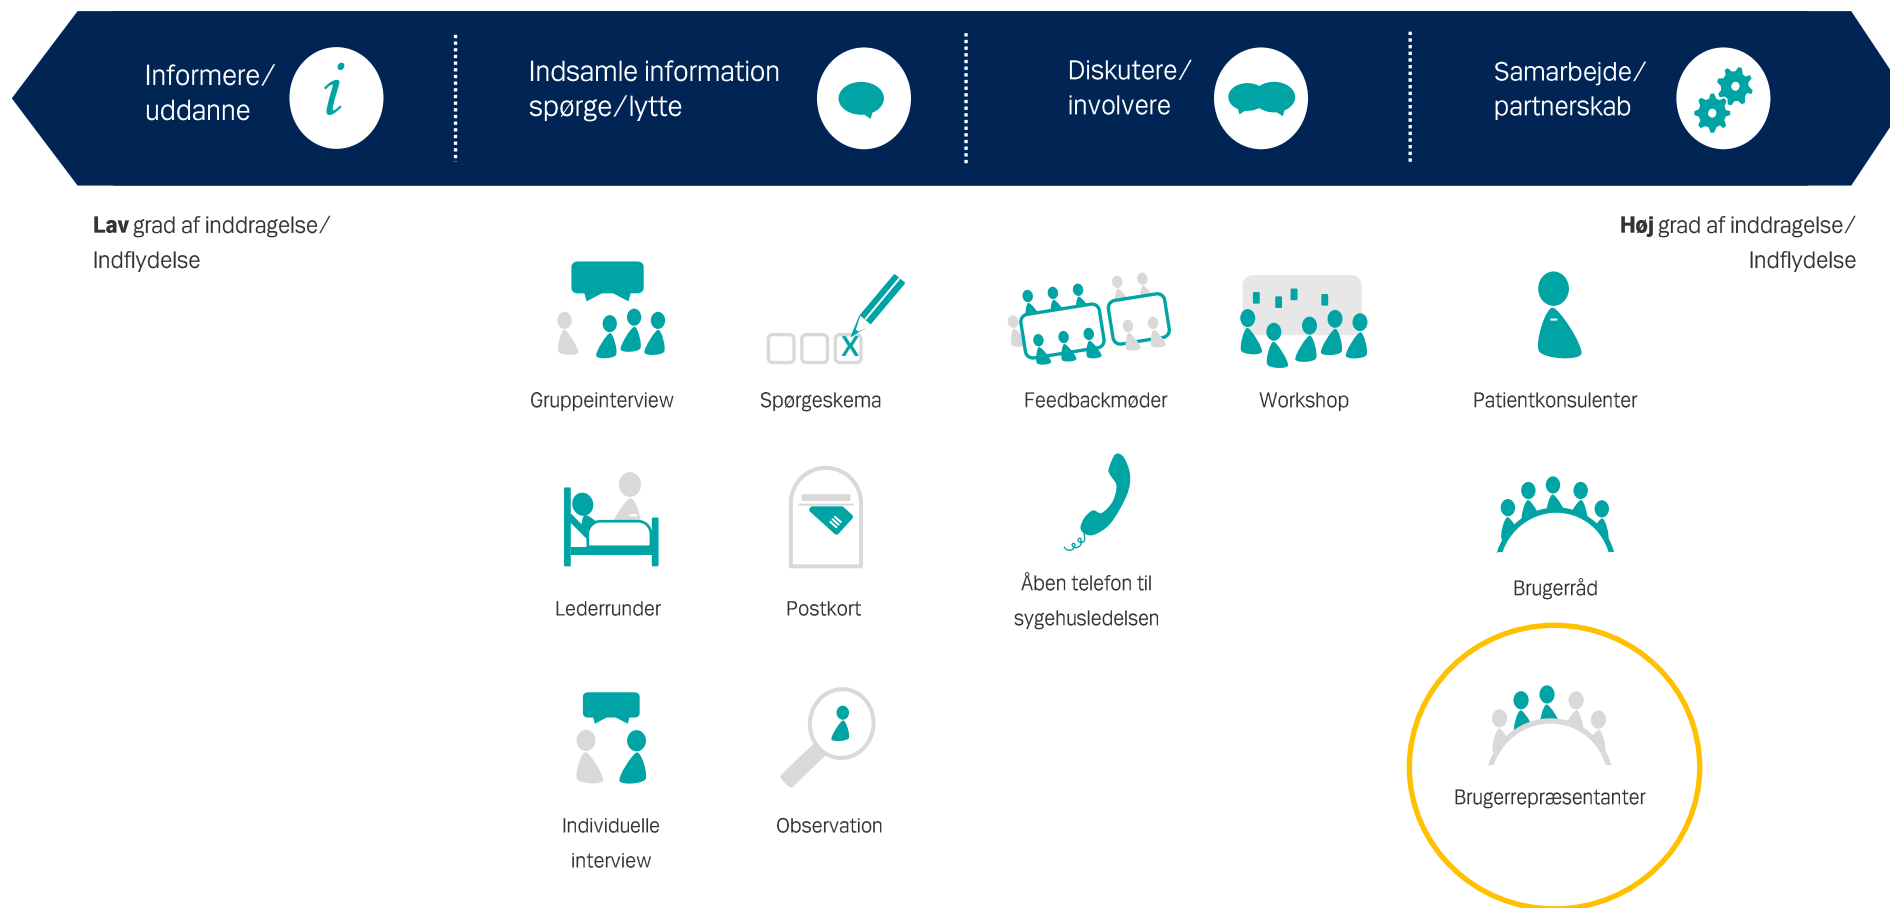 Informere/
uddanne
i
Indsamle information
spørge/lytte
Diskutere/
involvere
Samarbejde/
partnerskab
Lav grad af inddragelse/
Indflydelse
Høj grad af inddragelse/
Indflydelse
X
Gruppeinterview
Spørgeskema
Feedbackmøder
Workshop
Patientkonsulenter
Lederrunder
Postkort
Åben telefon til
sygehusledelsen
Brugerråd
Individuelle
interview
Observation
Brugerrepræsentanter